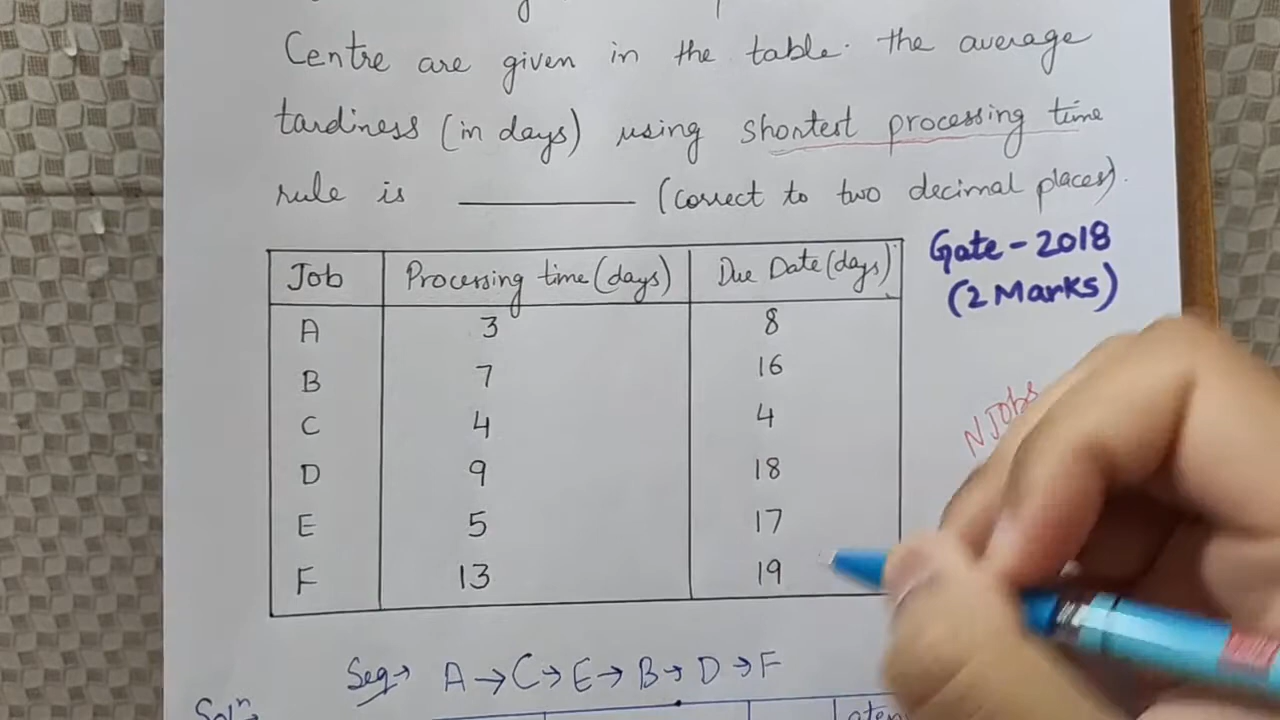 Centre are given in the table. the average
tardiness (in days) using shortest processing time
rule is ________ (correct to two decimal places).
Gate-2018
(2 Marks)
Job Processing time (days) Due Date (days)
A 3 8
B 7 16
C 4 4
D 9 18
E 5 17
F 13 19
N Jobs
Seq→ A→C→E→B→D→F
Solⁿ